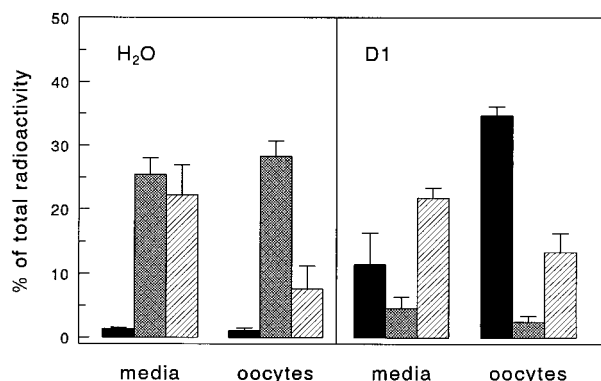 50
40
30
20
10
0
% of total radioactivity
H₂O
D1
media
oocytes
media
oocytes